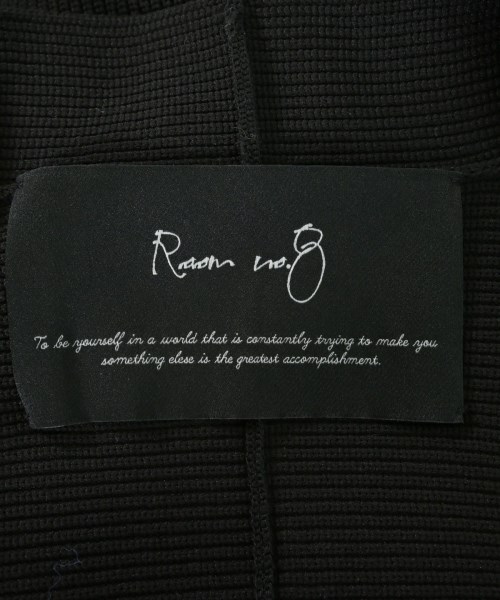 Room no.8
To be yourself in a world that is constantly trying to make you
something elese is the greatest accomplishment.